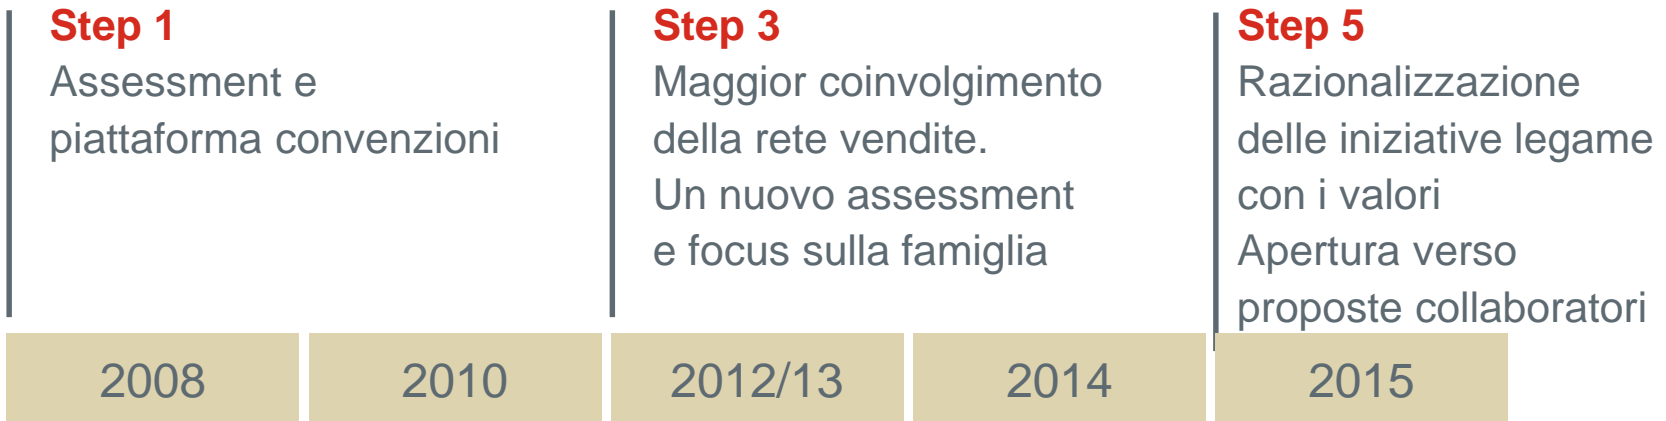 Step 1
Assessment e
piattaforma convenzioni
Step 3
Maggior coinvolgimento
della rete vendite.
Un nuovo assessment
e focus sulla famiglia
Step 5
Razionalizzazione
delle iniziative legame
con i valori
Apertura verso
proposte collaboratori
2008
2010
2012/13
2014
2015